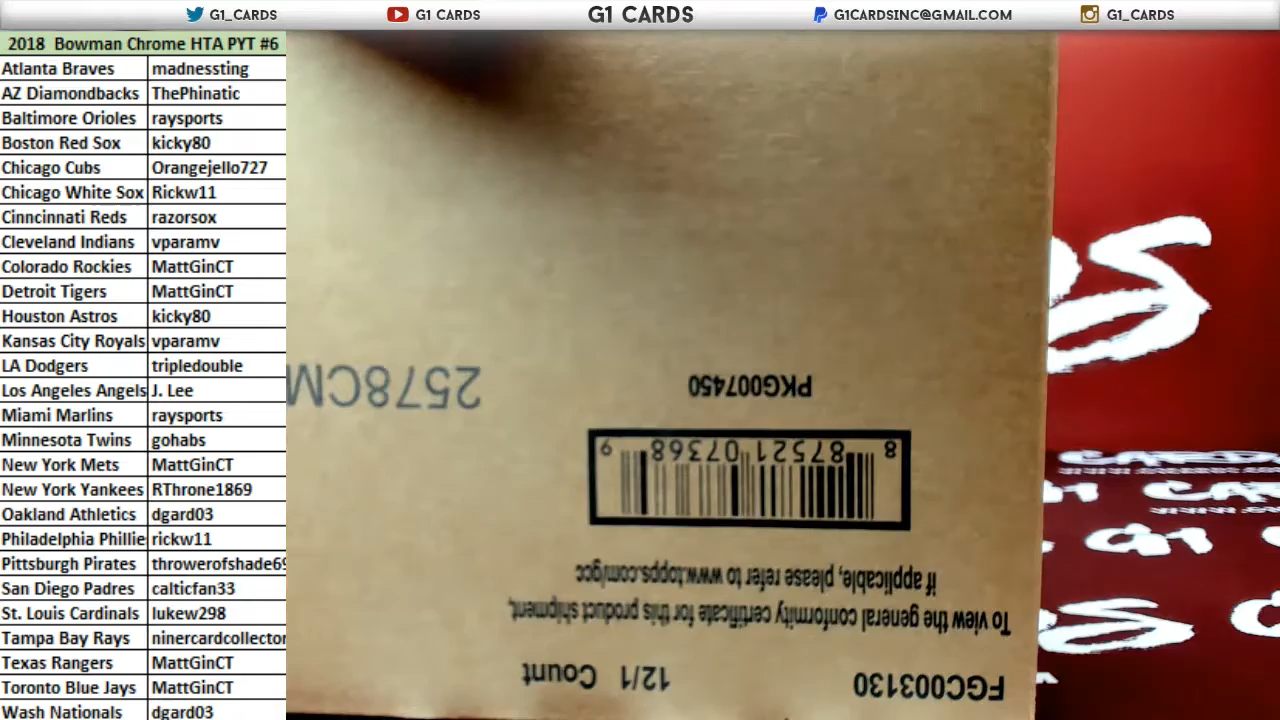 G1_CARDS
G1 CARDS
G1 CARDS
G1CARDSINC@GMAIL.COM
G1_CARDS
2018 Bowman Chrome HTA PYT #6
Atlanta Braves madnessting
AZ Diamondbacks ThePhinatic
Baltimore Orioles raysports
Boston Red Sox kicky80
Chicago Cubs Orangejello727
Chicago White Sox Rickw11
Cinncinnati Reds razorsox
Cleveland Indians vparamv
Colorado Rockies MattGinCT
Detroit Tigers MattGinCT
Houston Astros kicky80
Kansas City Royals vparamv
LA Dodgers tripledouble
Los Angeles Angels J. Lee
Miami Marlins raysports
Minnesota Twins gohabs
New York Mets MattGinCT
New York Yankees RThrone1869
Oakland Athletics dgard03
Philadelphia Phillie rickw11
Pittsburgh Pirates throwerofshade69
San Diego Padres calticfan33
St. Louis Cardinals lukew298
Tampa Bay Rays ninercardcollector
Texas Rangers MattGinCT
Toronto Blue Jays MattGinCT
Wash Nationals dgard03
FGC003130 12/1 Count
To view the general conformity certificate for this product shipment,
if applicable, please refer to www.topps.com/gcc
8 87521 07368 9
PKG007450
2578CM